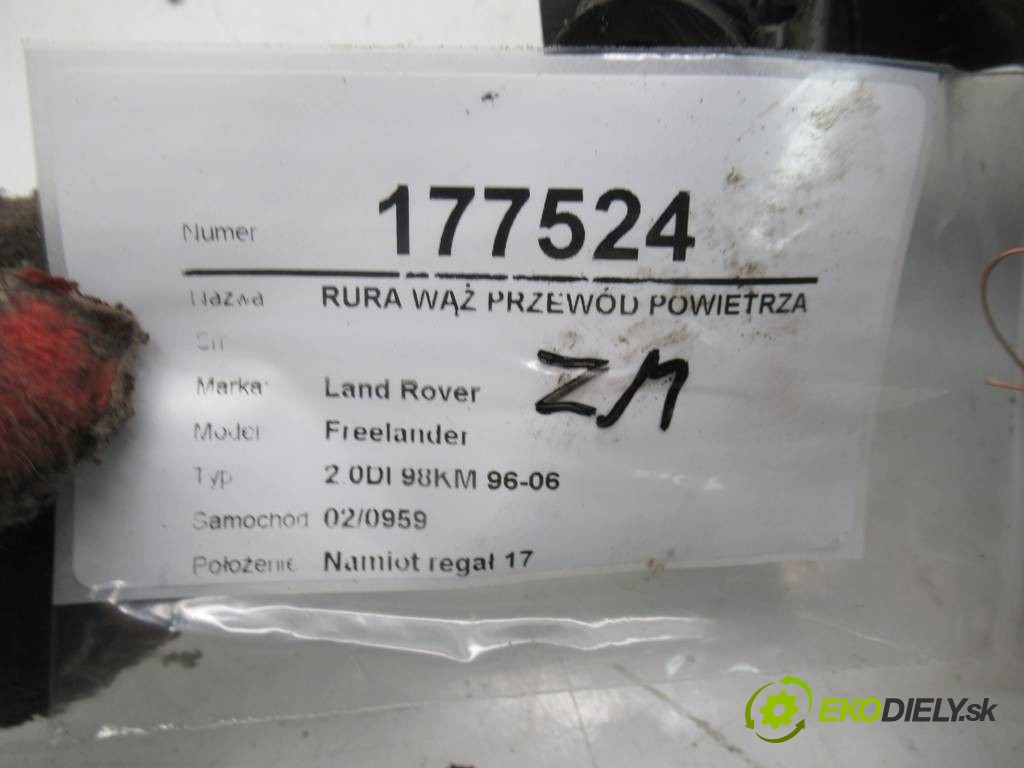 Numer 177524
Nazwa RURA WĄŻ PRZEWÓD POWIETRZA
Sn
Marka: Land Rover
ZM
Model Freelander
Typ 2.0DI 98KM 96-06
Samochód 02/0959
Położenie Namiot regał 17
EKODIELY.sk